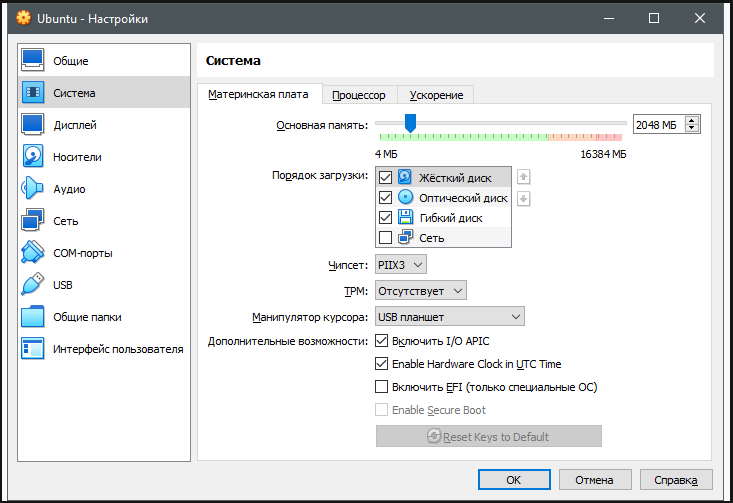 Ubuntu - Настройки
Общие
Система
Дисплей
Носители
Аудио
Сеть
COM-порты
USB
Общие папки
Интерфейс пользователя
Система
Материнская плата Процессор Ускорение
Основная память: 2048 МБ
4 МБ 16384 МБ
Порядок загрузки: Жёсткий диск
Оптический диск
Гибкий диск
Сеть
Чипсет: PIIX3
TPM: Отсутствует
Манипулятор курсора: USB планшет
Дополнительные возможности: Включить I/O APIC
Enable Hardware Clock in UTC Time
Включить EFI (только специальные ОС)
Enable Secure Boot
Reset Keys to Default
OK Отмена Справка